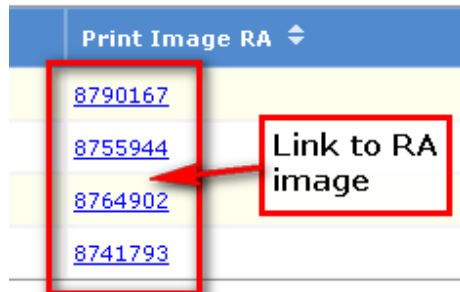 Print Image RA
8790167
8755944
8764902
8741793
Link to RA
image